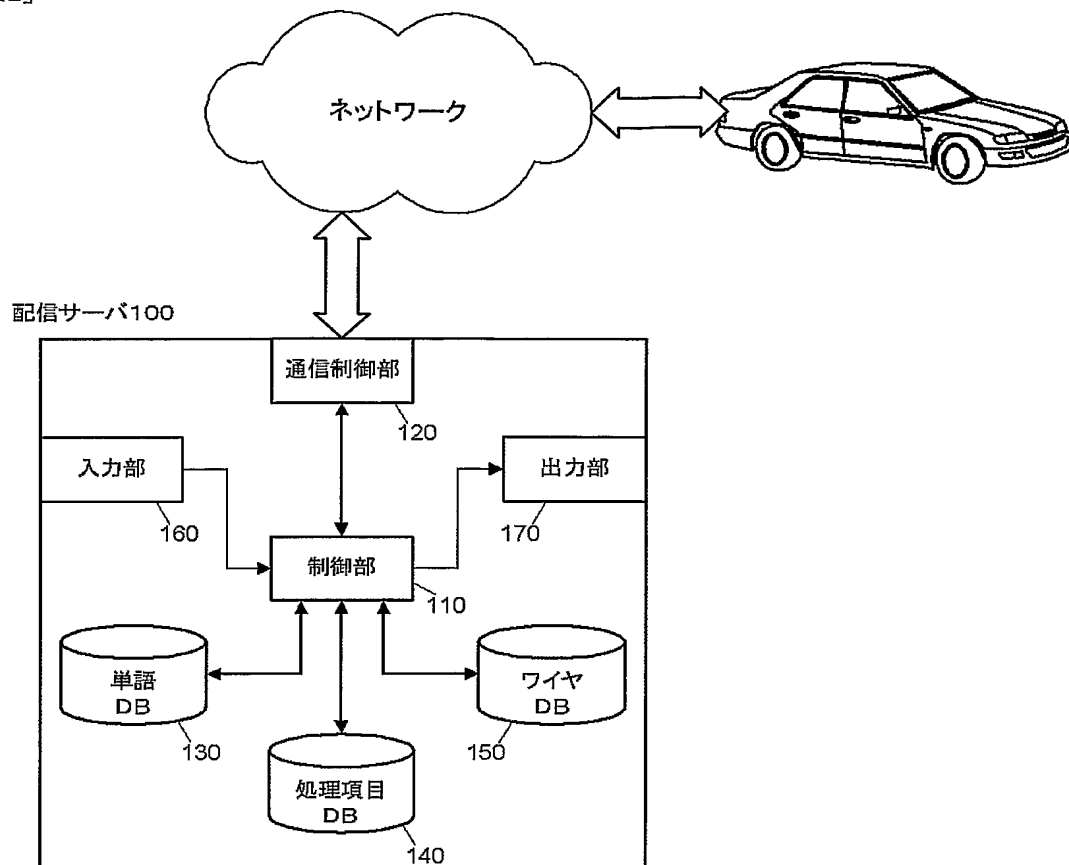 ネットワーク
配信サーバ100
通信制御部
120
入力部
160
出力部
170
制御部
110
単語
DB
130
ワイヤ
DB
150
処理項目
DB
140